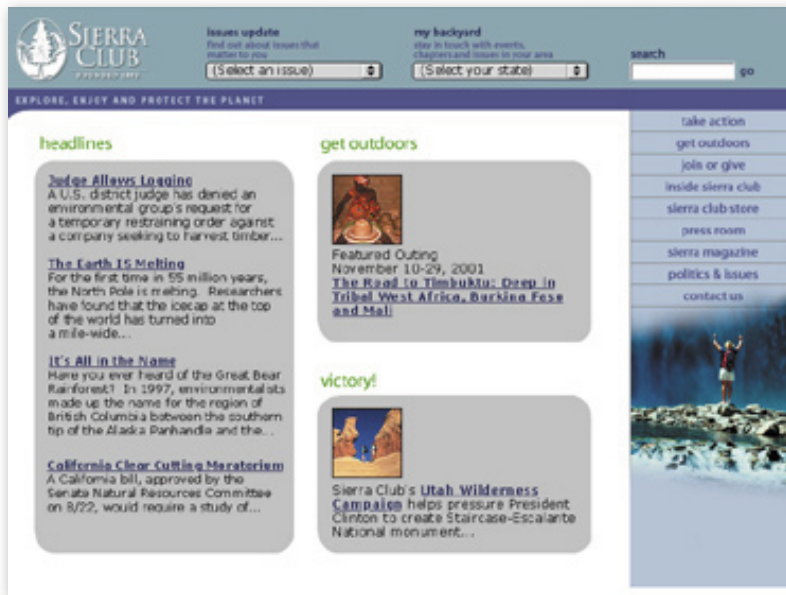 SIERRA
CLUB
FOUNDED 1892
issues update
find out about issues that
matter to you
(Select an issue)
my backyard
stay in touch with events,
chapters and issues in your area
(Select your state)
search
go
EXPLORE, ENJOY AND PROTECT THE PLANET
headlines
Judge Allows Logging
A U.S. district judge has denied an
environmental group's request for
a temporary restraining order against
a company seeking to harvest timber...
The Earth IS Melting
For the first time in 55 million years,
the North Pole is melting. Researchers
have found that the icecap at the top
of the world has turned into
a mile-wide...
It's All in the Name
Have you ever heard of the Great Bear
Rainforest? In 1997, environmentalists
made up the name for the region of
British Columbia between the southern
tip of the Alaska Panhandle and the...
California Clear Cutting Moratorium
A California bill, approved by the
Senate Natural Resources Committee
on 8/22, would require a study of...
get outdoors
Featured Outing
November 10-29, 2001
The Road to Timbuktu: Deep in
Tribal West Africa, Burkina Faso
and Mali
victory!
Sierra Club's Utah Wilderness
Campaign helps pressure President
Clinton to create Staircase-Escalante
National monument...
take action
get outdoors
join or give
inside sierra club
sierra club store
press room
sierra magazine
politics & issues
contact us